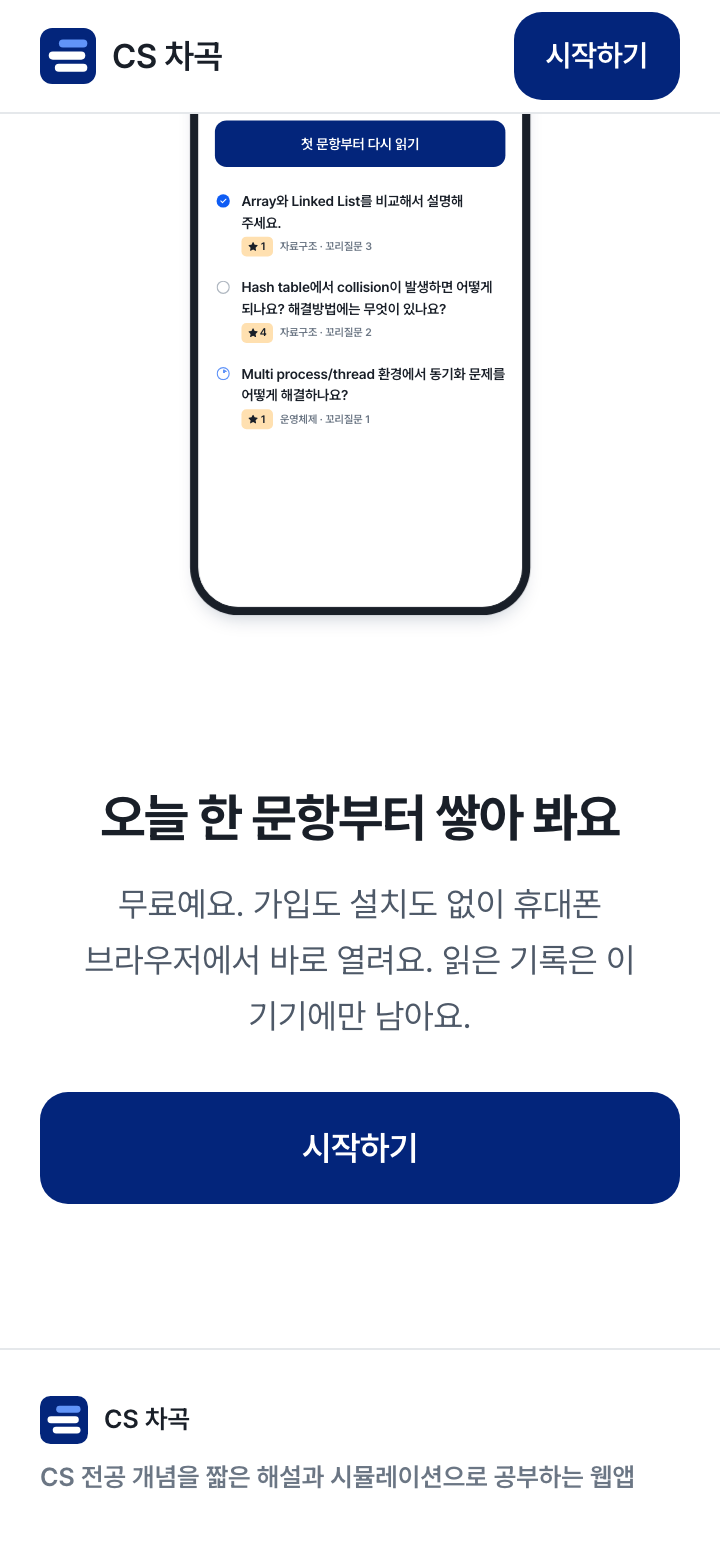 CS 차곡
시작하기
첫 문항부터 다시 읽기
Array와 Linked List를 비교해서 설명해
주세요.
★ 1 자료구조 · 꼬리질문 3
Hash table에서 collision이 발생하면 어떻게
되나요? 해결방법에는 무엇이 있나요?
★ 4 자료구조 · 꼬리질문 2
Multi process/thread 환경에서 동기화 문제를
어떻게 해결하나요?
★ 1 운영체제 · 꼬리질문 1
오늘 한 문항부터 쌓아 봐요
무료예요. 가입도 설치도 없이 휴대폰
브라우저에서 바로 열려요. 읽은 기록은 이
기기에만 남아요.
시작하기
CS 차곡
CS 전공 개념을 짧은 해설과 시뮬레이션으로 공부하는 웹앱